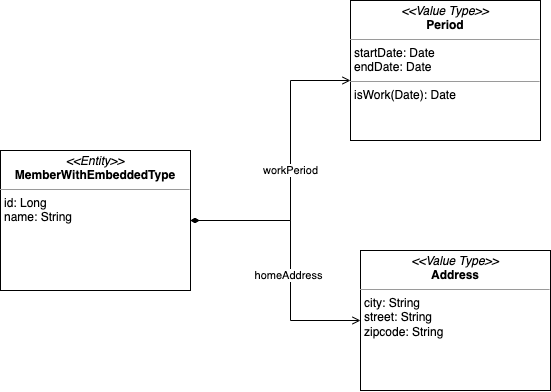 <<Value Type>>
Period
startDate: Date
endDate: Date
isWork(Date): Date
workPeriod
<<Entity>>
MemberWithEmbeddedType
id: Long
name: String
homeAddress
<<Value Type>>
Address
city: String
street: String
zipcode: String